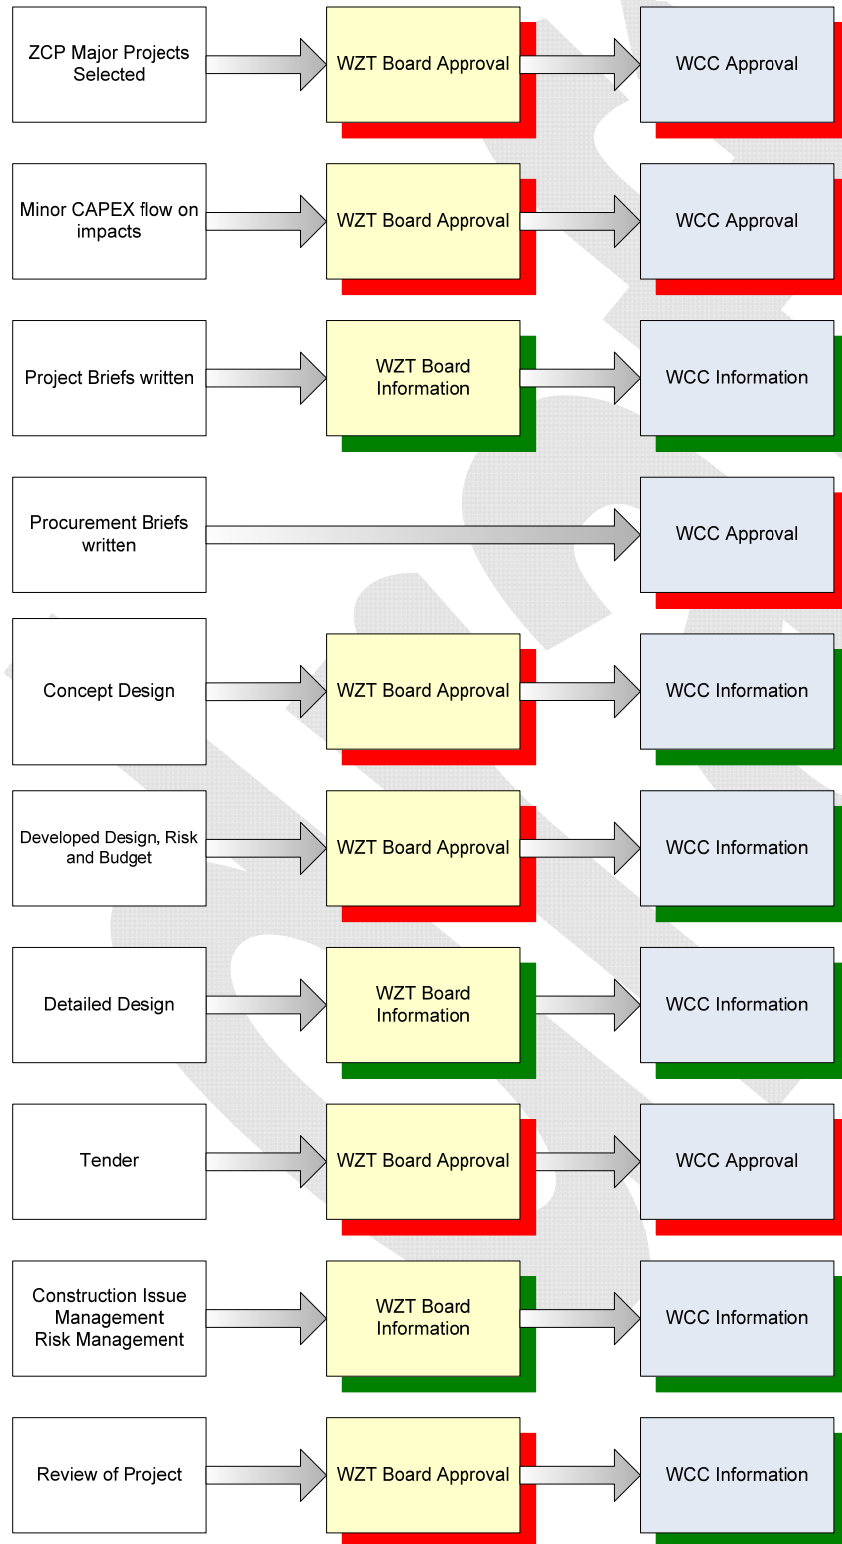 ZCP Major Projects
Selected
WZT Board Approval
WCC Approval
Minor CAPEX flow on
impacts
WZT Board Approval
WCC Approval
Project Briefs written
WZT Board
Information
WCC Information
Procurement Briefs
written
WCC Approval
Concept Design
WZT Board Approval
WCC Information
Developed Design, Risk
and Budget
WZT Board Approval
WCC Information
Detailed Design
WZT Board
Information
WCC Information
Tender
WZT Board Approval
WCC Approval
Construction Issue
Management
Risk Management
WZT Board
Information
WCC Information
Review of Project
WZT Board Approval
WCC Information